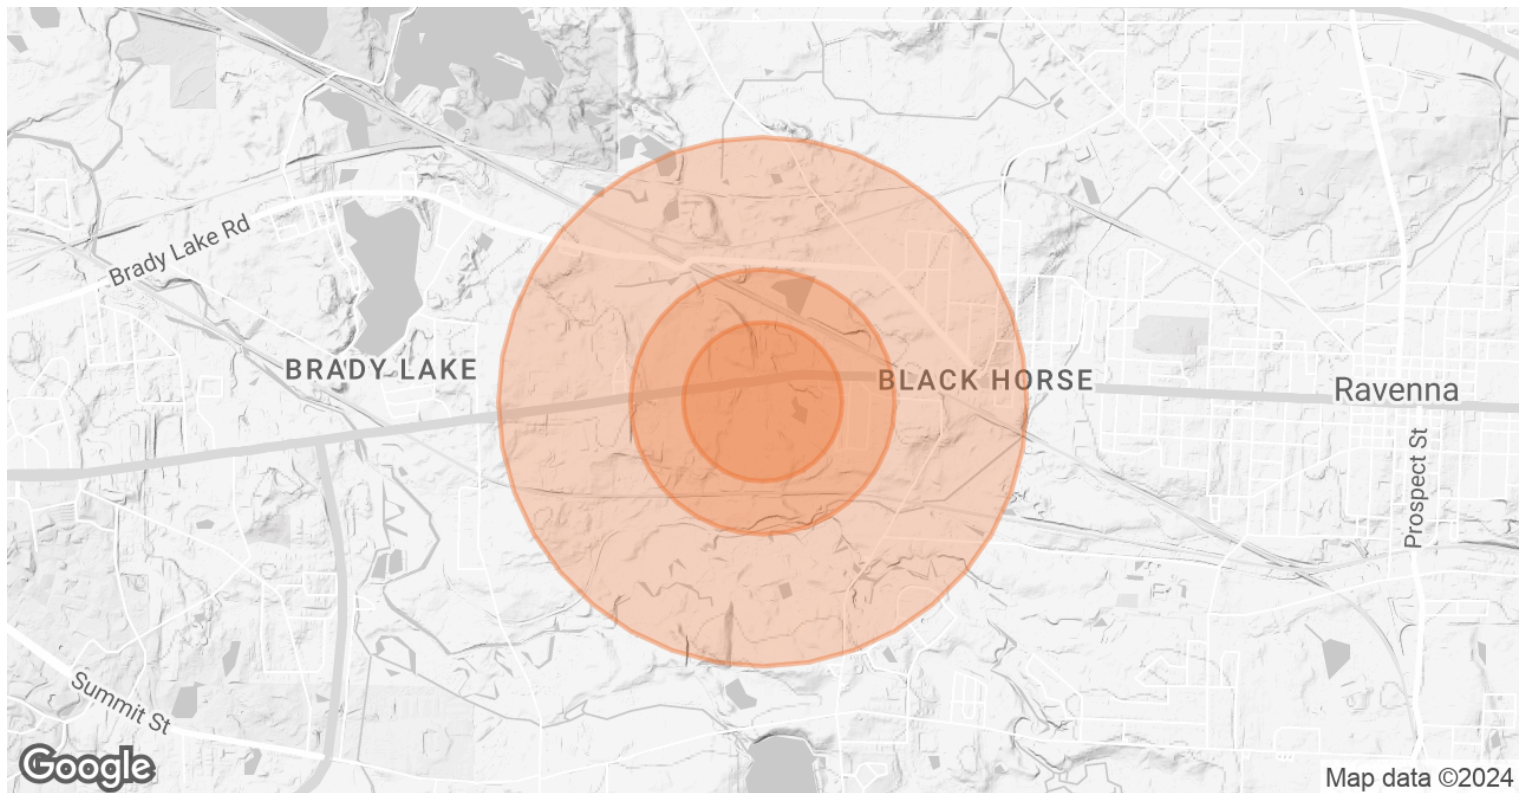 Brady Lake Rd
BRADY LAKE
BLACK HORSE
Ravenna
Prospect St
Summit St
Google
Map data ©2024